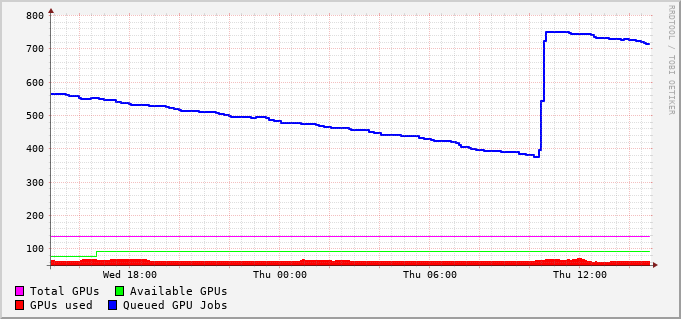 800
700
600
500
400
300
200
100
Wed 18:00 Thu 00:00 Thu 06:00 Thu 12:00
Total GPUs Available GPUs
GPUs used Queued GPU Jobs
RRDTOOL / TOBI OETIKER